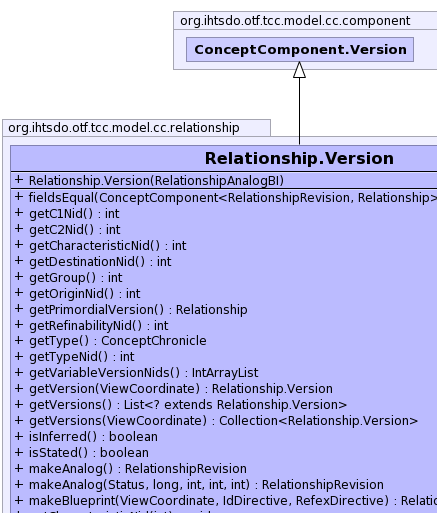 org.ihtsdo.otf.tcc.model.cc.component
ConceptComponent.Version
org.ihtsdo.otf.tcc.model.cc.relationship
Relationship.Version
+ Relationship.Version(RelationshipAnalogBI)
+ fieldsEqual(ConceptComponent<RelationshipRevision, Relationship>
+ getC1Nid() : int
+ getC2Nid() : int
+ getCharacteristicNid() : int
+ getDestinationNid() : int
+ getGroup() : int
+ getOriginNid() : int
+ getPrimordialVersion() : Relationship
+ getRefinabilityNid() : int
+ getType() : ConceptChronicle
+ getTypeNid() : int
+ getVariableVersionNids() : IntArrayList
+ getVersion(ViewCoordinate) : Relationship.Version
+ getVersions() : List<? extends Relationship.Version>
+ getVersions(ViewCoordinate) : Collection<Relationship.Version>
+ isInferred() : boolean
+ isStated() : boolean
+ makeAnalog() : RelationshipRevision
+ makeAnalog(Status, long, int, int, int) : RelationshipRevision
+ makeBlueprint(ViewCoordinate, IdDirective, RefexDirective) : Relatio